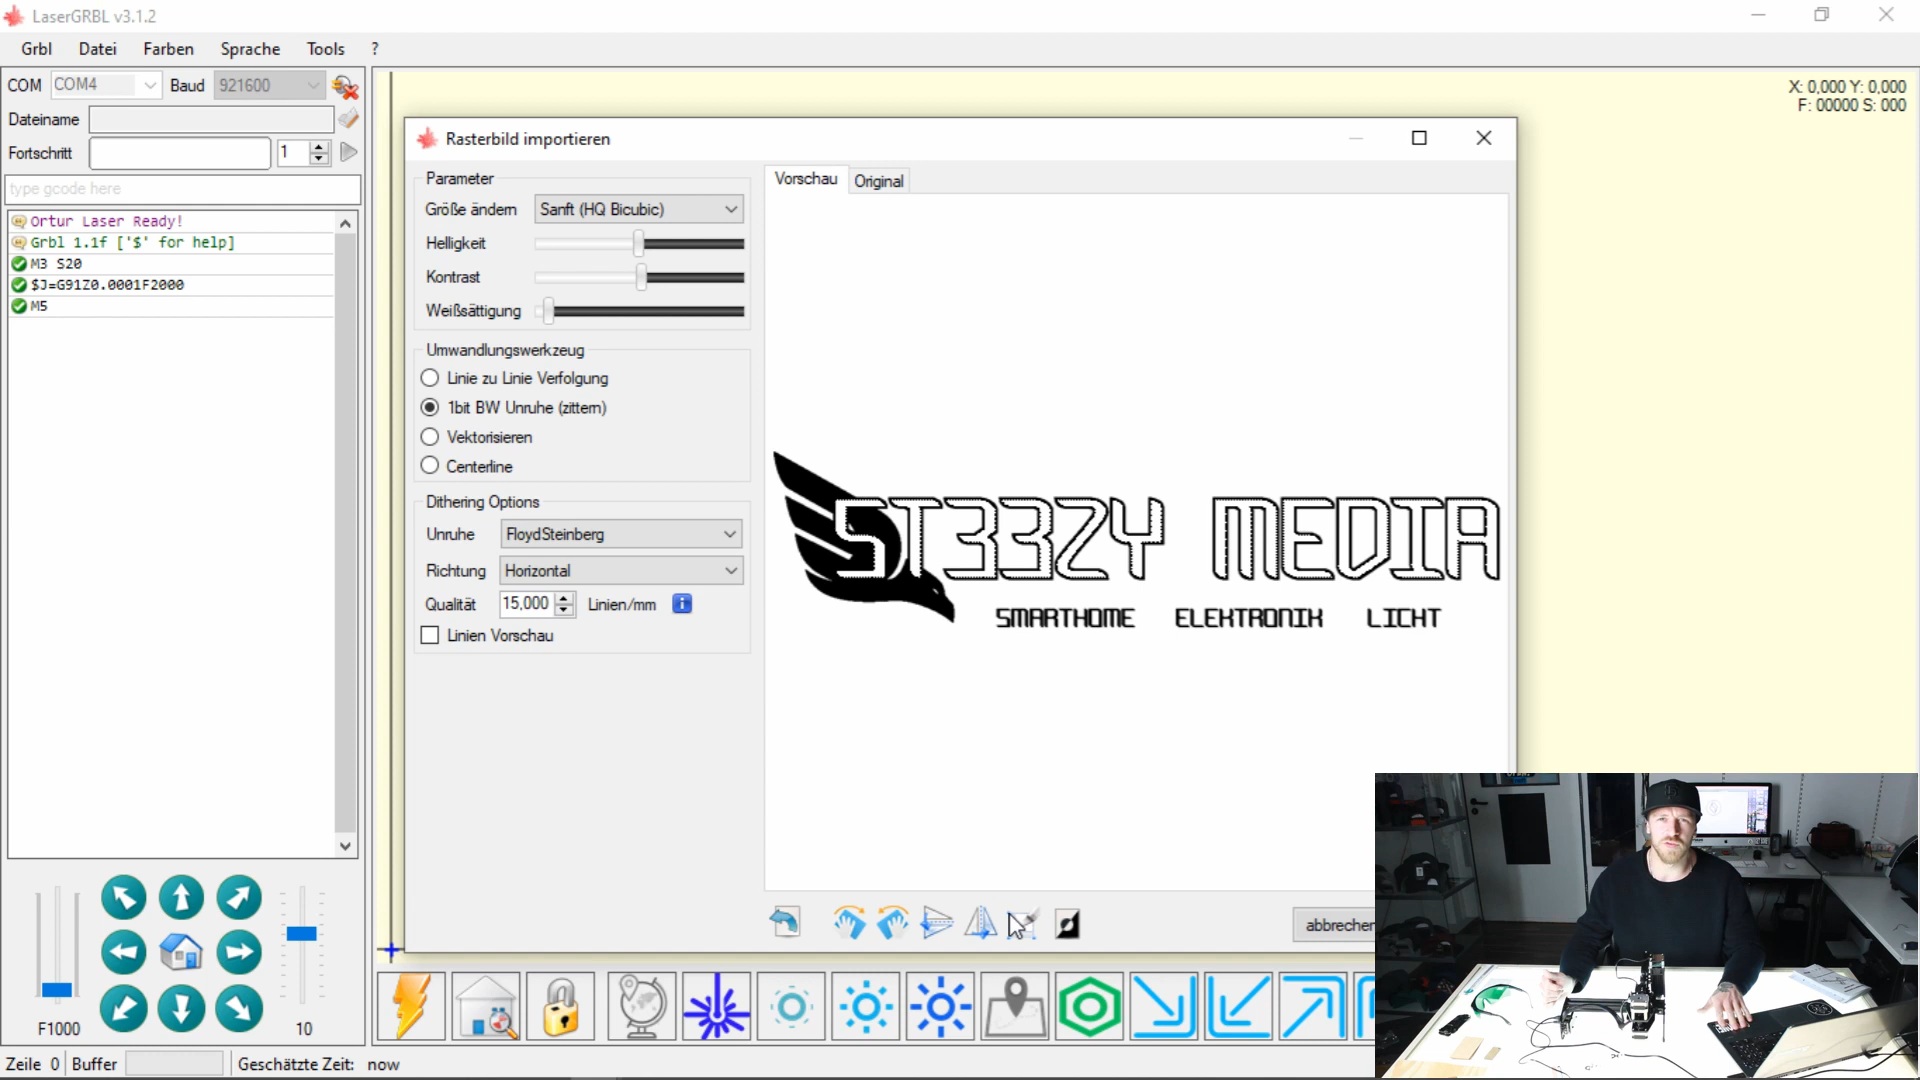 LaserGRBL v3.1.2
Grbl Datei Farben Sprache Tools ?
COM COM4 Baud 921600
Dateiname
Fortschritt 1
type gcode here
Ortur Laser Ready!
Grbl 1.1f ['$' for help]
M3 S20
$J=G91Z0.0001F2000
M5
X: 0,000 Y: 0,000
F: 00000 S: 000
Rasterbild importieren
Parameter
Größe ändern Sanft (HQ Bicubic)
Helligkeit
Kontrast
Weißsättigung
Umwandlungswerkzeug
Linie zu Linie Verfolgung
1bit BW Unruhe (zittern)
Vektorisieren
Centerline
Dithering Options
Unruhe FloydSteinberg
Richtung Horizontal
Qualität 15,000 Linien/mm
Linien Vorschau
Vorschau Original
ST33ZY MEDIA
SMARTHOME ELEKTRONIK LICHT
abbrechen
F1000
10
Zeile 0 Buffer Geschätzte Zeit: now